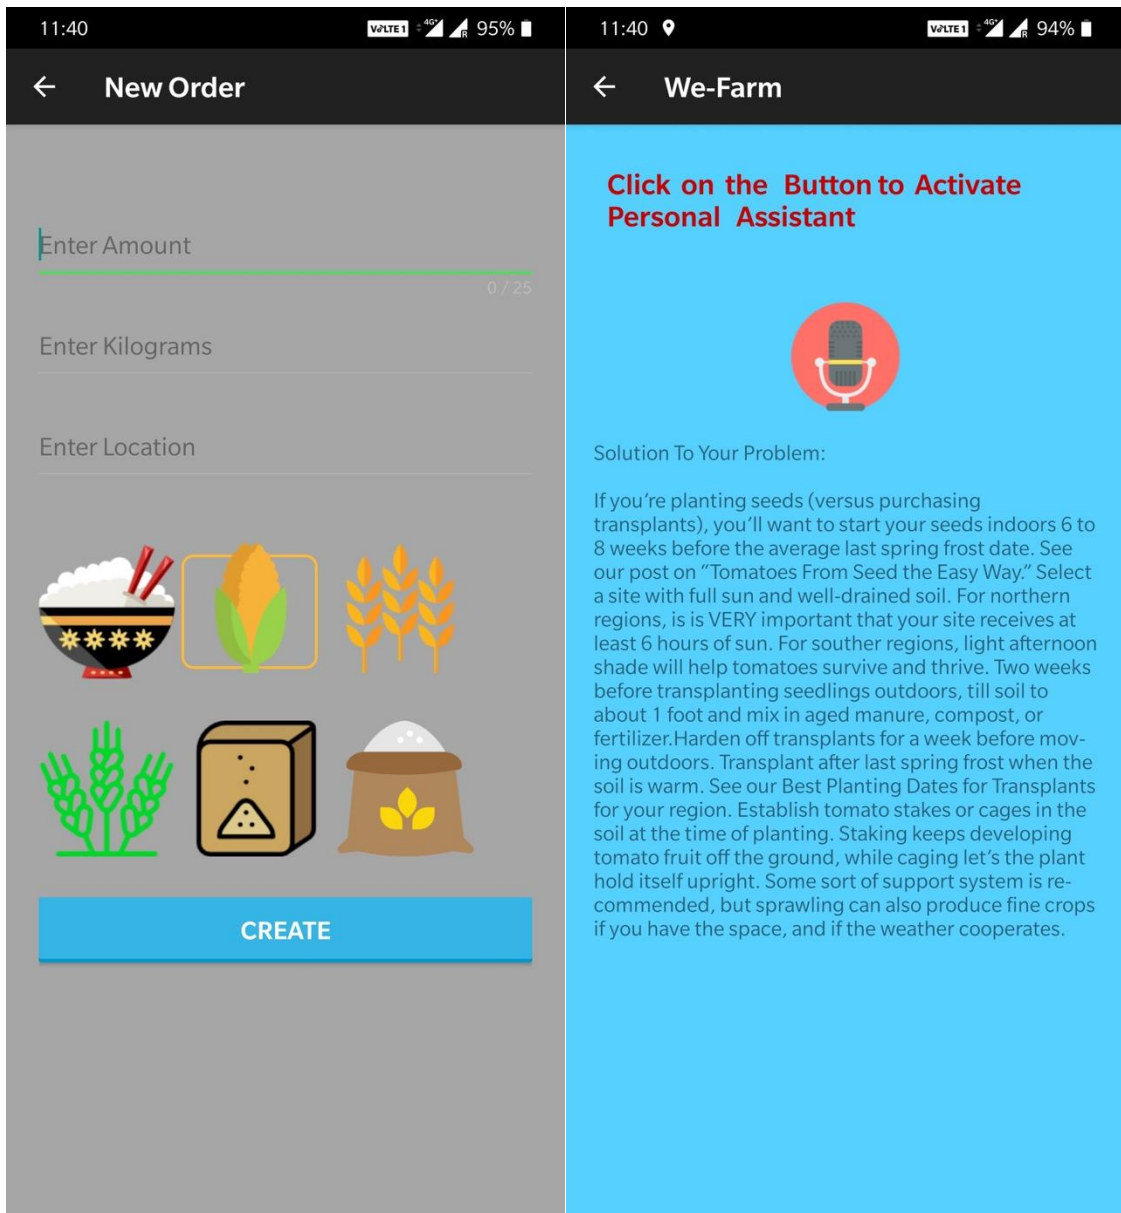 11:40
VoLTE 1 4G+ R 95%
New Order
Enter Amount
0 / 25
Enter Kilograms
Enter Location
CREATE
11:40
VoLTE 1 4G+ R 94%
We-Farm
Click on the Button to Activate
Personal Assistant
Solution To Your Problem:
If you’re planting seeds (versus purchasing
transplants), you’ll want to start your seeds indoors 6 to
8 weeks before the average last spring frost date. See
our post on “Tomatoes From Seed the Easy Way.” Select
a site with full sun and well-drained soil. For northern
regions, is is VERY important that your site receives at
least 6 hours of sun. For souther regions, light afternoon
shade will help tomatoes survive and thrive. Two weeks
before transplanting seedlings outdoors, till soil to
about 1 foot and mix in aged manure, compost, or
fertilizer.Harden off transplants for a week before mov-
ing outdoors. Transplant after last spring frost when the
soil is warm. See our Best Planting Dates for Transplants
for your region. Establish tomato stakes or cages in the
soil at the time of planting. Staking keeps developing
tomato fruit off the ground, while caging let’s the plant
hold itself upright. Some sort of support system is re-
commended, but sprawling can also produce fine crops
if you have the space, and if the weather cooperates.